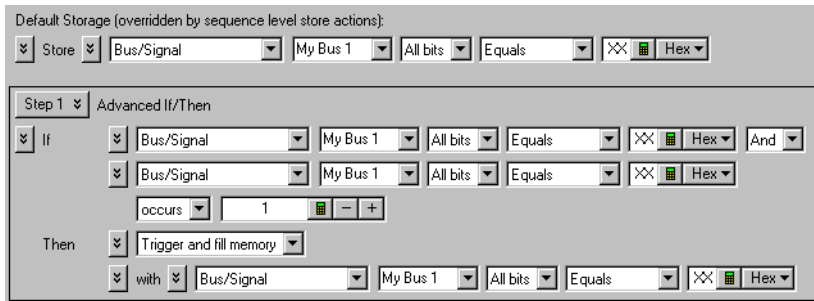 Default Storage (overridden by sequence level store actions):
Store Bus/Signal My Bus 1 All bits Equals XX Hex
Step 1 Advanced If/Then
If Bus/Signal My Bus 1 All bits Equals XX Hex And
Bus/Signal My Bus 1 All bits Equals XX Hex
occurs 1 − +
Then Trigger and fill memory
with Bus/Signal My Bus 1 All bits Equals XX Hex